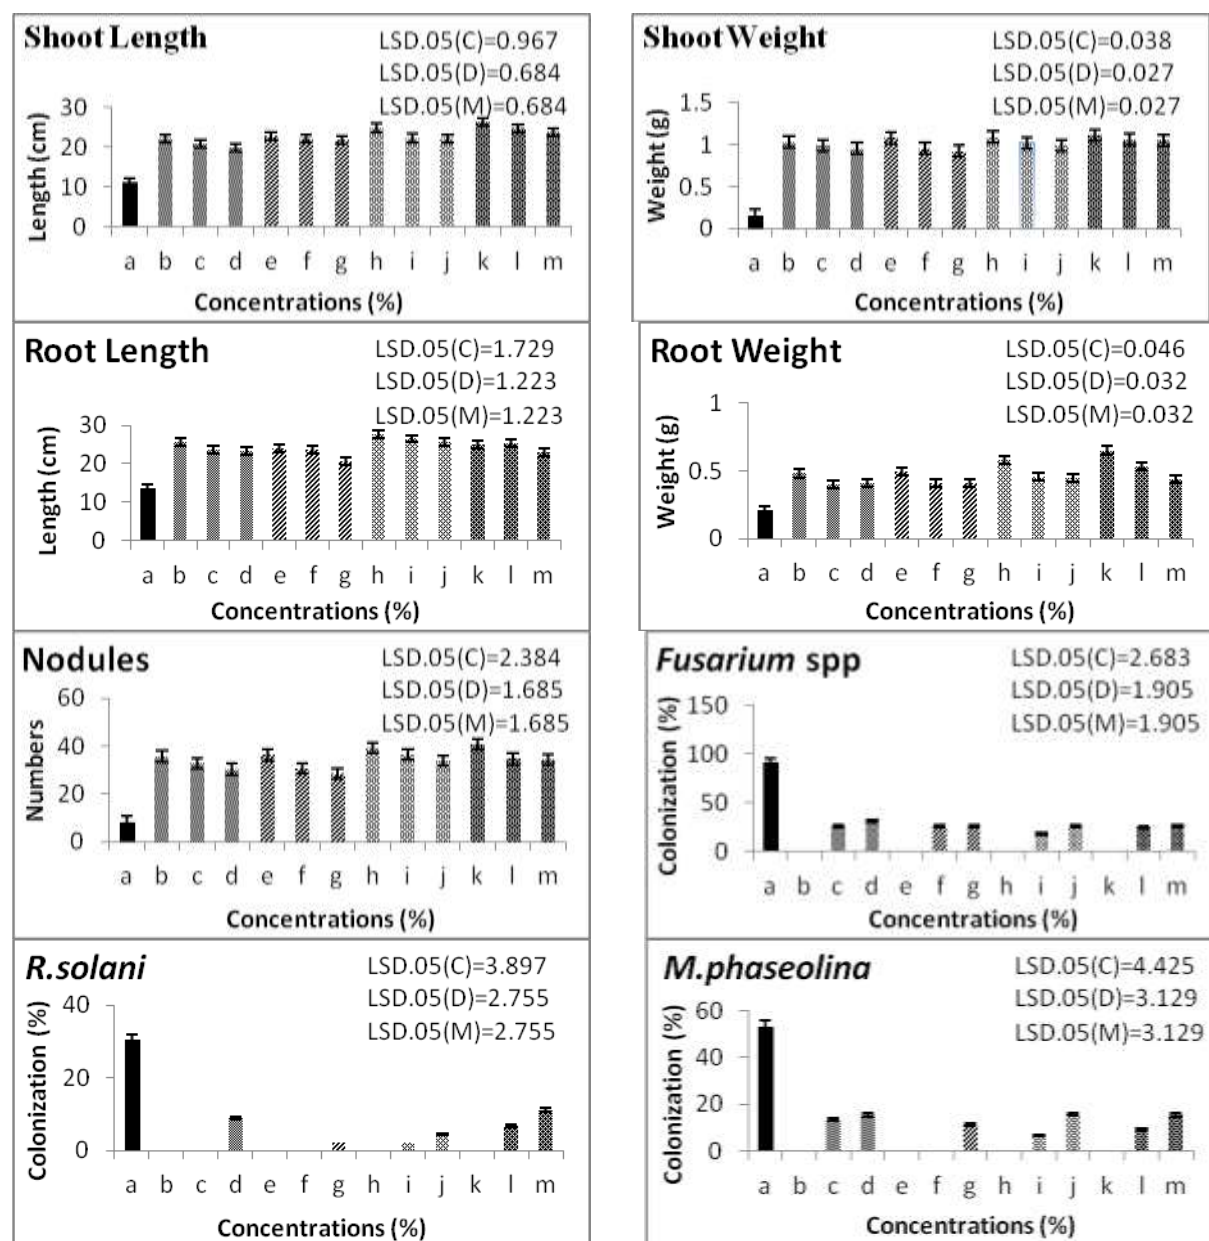 Shoot Length
LSD.05(C)=0.967
LSD.05(D)=0.684
LSD.05(M)=0.684
Length (cm)
30
20
10
0
a b c d e f g h i j k l m
Concentrations (%)
Shoot Weight
LSD.05(C)=0.038
LSD.05(D)=0.027
LSD.05(M)=0.027
Weight (g)
1.5
1
0.5
0
a b c d e f g h i j k l m
Concentrations (%)
Root Length
LSD.05(C)=1.729
LSD.05(D)=1.223
LSD.05(M)=1.223
Length (cm)
30
20
10
0
a b c d e f g h i j k l m
Concentrations (%)
Root Weight
LSD.05(C)=0.046
LSD.05(D)=0.032
LSD.05(M)=0.032
Weight (g)
1
0.5
0
a b c d e f g h i j k l m
Concentrations (%)
Nodules
LSD.05(C)=2.384
LSD.05(D)=1.685
LSD.05(M)=1.685
Numbers
60
40
20
0
a b c d e f g h i j k l m
Concentrations (%)
Fusarium spp
LSD.05(C)=2.683
LSD.05(D)=1.905
LSD.05(M)=1.905
Colonization (%)
150
100
50
0
a b c d e f g h i j k l m
Concentrations (%)
R.solani
LSD.05(C)=3.897
LSD.05(D)=2.755
LSD.05(M)=2.755
Colonization (%)
40
20
0
a b c d e f g h i j k l m
Concentrations (%)
M.phaseolina
LSD.05(C)=4.425
LSD.05(D)=3.129
LSD.05(M)=3.129
Colonization (%)
60
40
20
0
a b c d e f g h i j k l m
Concentrations (%)